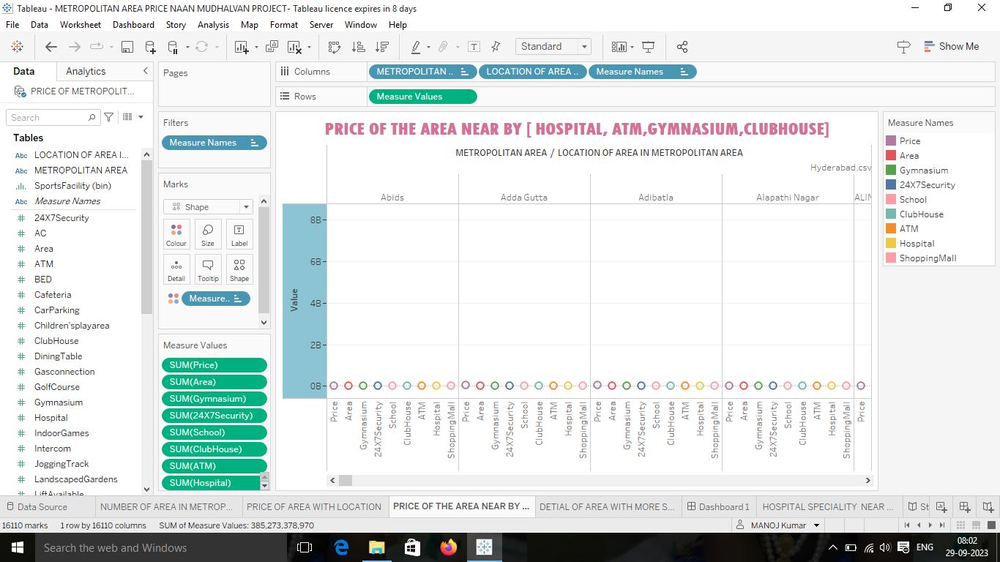 Tableau - METROPOLITAN AREA PRICE NAAN MUDHALVAN PROJECT- Tableau licence expires in 8 days
File Data Worksheet Dashboard Story Analysis Map Format Server Window Help
Standard
Show Me
Data Analytics
PRICE OF METROPOLIT...
Search
Tables
Abc LOCATION OF AREA I...
Abc METROPOLITAN AREA
SportsFacility (bin)
Abc Measure Names
# 24X7Security
# AC
# Area
# ATM
# BED
# Cafeteria
# CarParking
# Children'splayarea
# ClubHouse
# DiningTable
# Gasconnection
# GolfCourse
# Gymnasium
# Hospital
# IndoorGames
# Intercom
# JoggingTrack
# LandscapedGardens
# LiftAvailable
Pages
Filters
Measure Names
Marks
Shape
Colour Size Label
Detail Tooltip Shape
Measure..
Measure Values
SUM(Price)
SUM(Area)
SUM(Gymnasium)
SUM(24X7Security)
SUM(School)
SUM(ClubHouse)
SUM(ATM)
SUM(Hospital)
Columns METROPOLITAN .. LOCATION OF AREA .. Measure Names
Rows Measure Values
PRICE OF THE AREA NEAR BY [ HOSPITAL, ATM,GYMNASIUM,CLUBHOUSE]
METROPOLITAN AREA / LOCATION OF AREA IN METROPOLITAN AREA
Hyderabad.csv
Abids Adda Gutta Adibatla Alapathi Nagar ALIN
Value
8B
6B
4B
2B
0B
Price Area Gymnasium 24X7Security School ClubHouse ATM Hospital ShoppingMall Price Area Gymnasium 24X7Security School ClubHouse ATM Hospital ShoppingMall Price Area Gymnasium 24X7Security School ClubHouse ATM Hospital ShoppingMall Price Area Gymnasium 24X7Security School ClubHouse ATM Hospital ShoppingMall Price
Measure Names
Price
Area
Gymnasium
24X7Security
School
ClubHouse
ATM
Hospital
ShoppingMall
Data Source NUMBER OF AREA IN METROP... PRICE OF AREA WITH LOCATION PRICE OF THE AREA NEAR BY ... DETIAL OF AREA WITH MORE S... Dashboard 1 HOSPITAL SPECIALITY NEAR ... St
16110 marks 1 row by 16110 columns SUM of Measure Values: 385,273,378,970 MANOJ Kumar
Search the web and Windows
ENG
08:02
29-09-2023